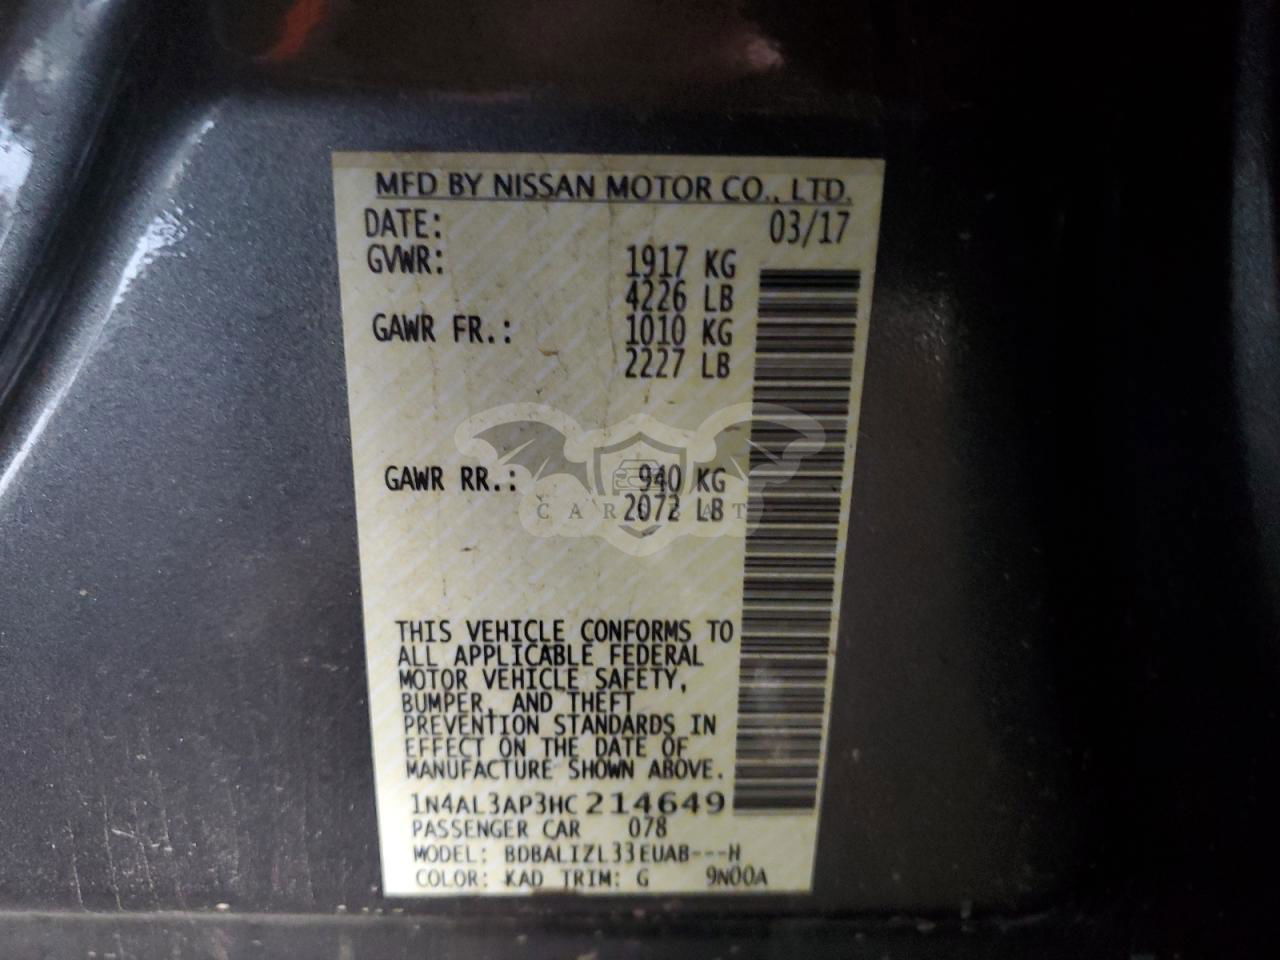 MFD BY NISSAN MOTOR CO., LTD.
DATE: 03/17
GVWR: 1917 KG
4226 LB
GAWR FR.: 1010 KG
2227 LB
GAWR RR.: 940 KG
2072 LB
CARSBAT
THIS VEHICLE CONFORMS TO
ALL APPLICABLE FEDERAL
MOTOR VEHICLE SAFETY,
BUMPER, AND THEFT
PREVENTION STANDARDS IN
EFFECT ON THE DATE OF
MANUFACTURE SHOWN ABOVE.
1N4AL3AP3HC214649
PASSENGER CAR 078
MODEL: BDBALIZL33EUAB---H
COLOR: KAD TRIM: G 9N00A